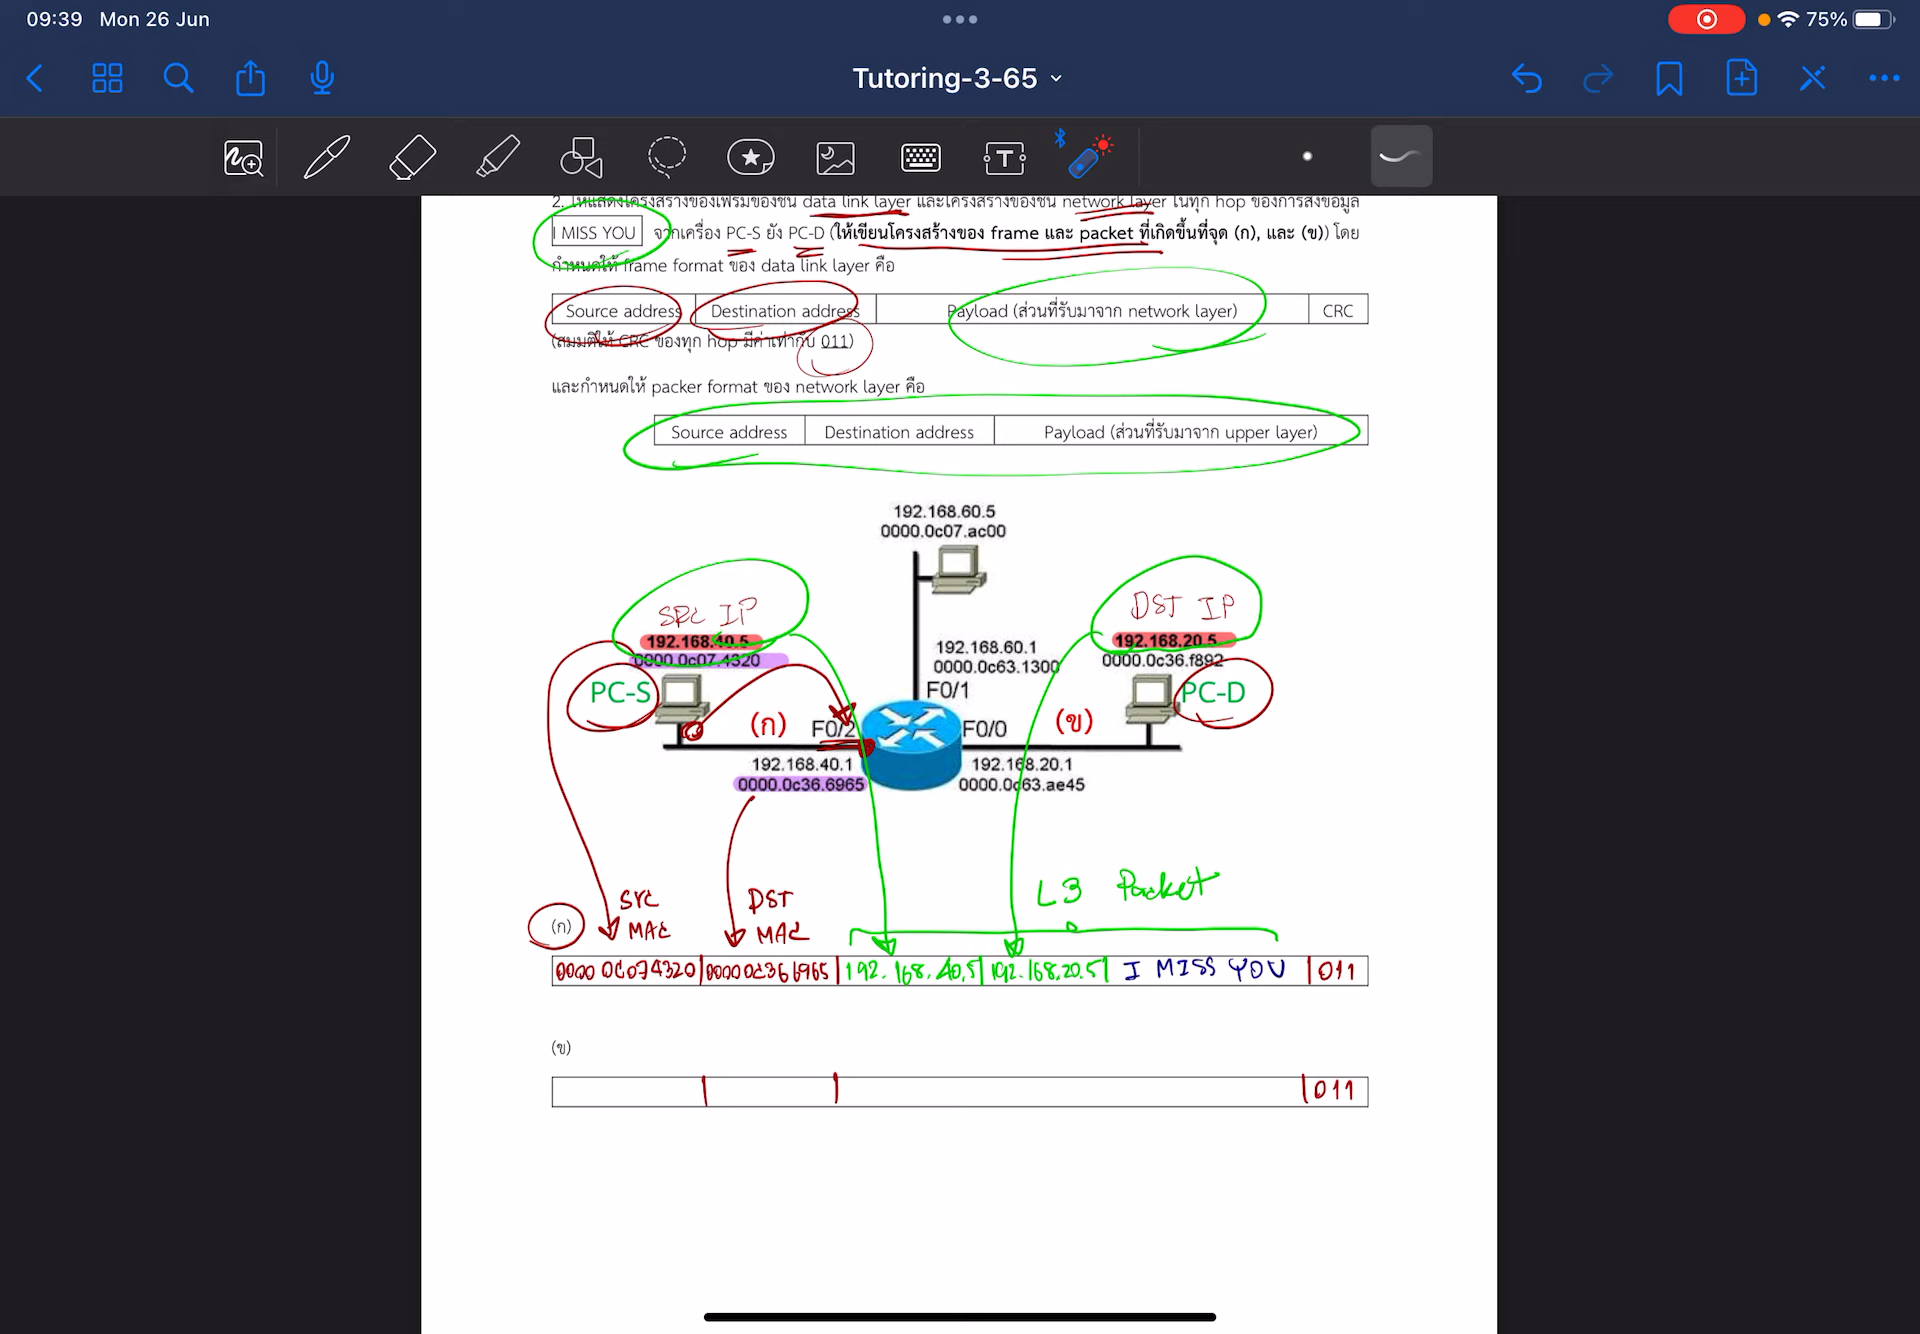 09:39 Mon 26 Jun
75%
Tutoring-3-65
2. ให้แสดงโครงสร้างของเฟรมของชั้น data link layer และโครงสร้างของชั้น network layer ในทุก hop ของการส่งข้อมูล
I MISS YOU จากเครื่อง PC-S ยัง PC-D (ให้เขียนโครงสร้างของ frame และ packet ที่เกิดขึ้นที่จุด (ก), และ (ข)) โดย
กำหนดให้ frame format ของ data link layer คือ
Source address Destination address Payload (ส่วนที่รับมาจาก network layer) CRC
(สมมติให้ CRC ของทุก hop มีค่าเท่ากับ 011)
และกำหนดให้ packer format ของ network layer คือ
Source address Destination address Payload (ส่วนที่รับมาจาก upper layer)
192.168.60.5
0000.0c07.ac00
SRC IP
DST IP
192.168.40.5
192.168.20.5
0000.0c07.4320
0000.0c36.f892
192.168.60.1
0000.0c63.1300
PC-S
F0/1
PC-D
(ก)
F0/2
F0/0
(ข)
192.168.40.1
192.168.20.1
0000.0c36.6965
0000.0c63.ae45
L3 Packet
(ก)
SRC MAC
DST MAC
0000 0C074320 00000C366965 192.168.40.5 192.168.20.5 I MISS YOU 011
(ข)
011